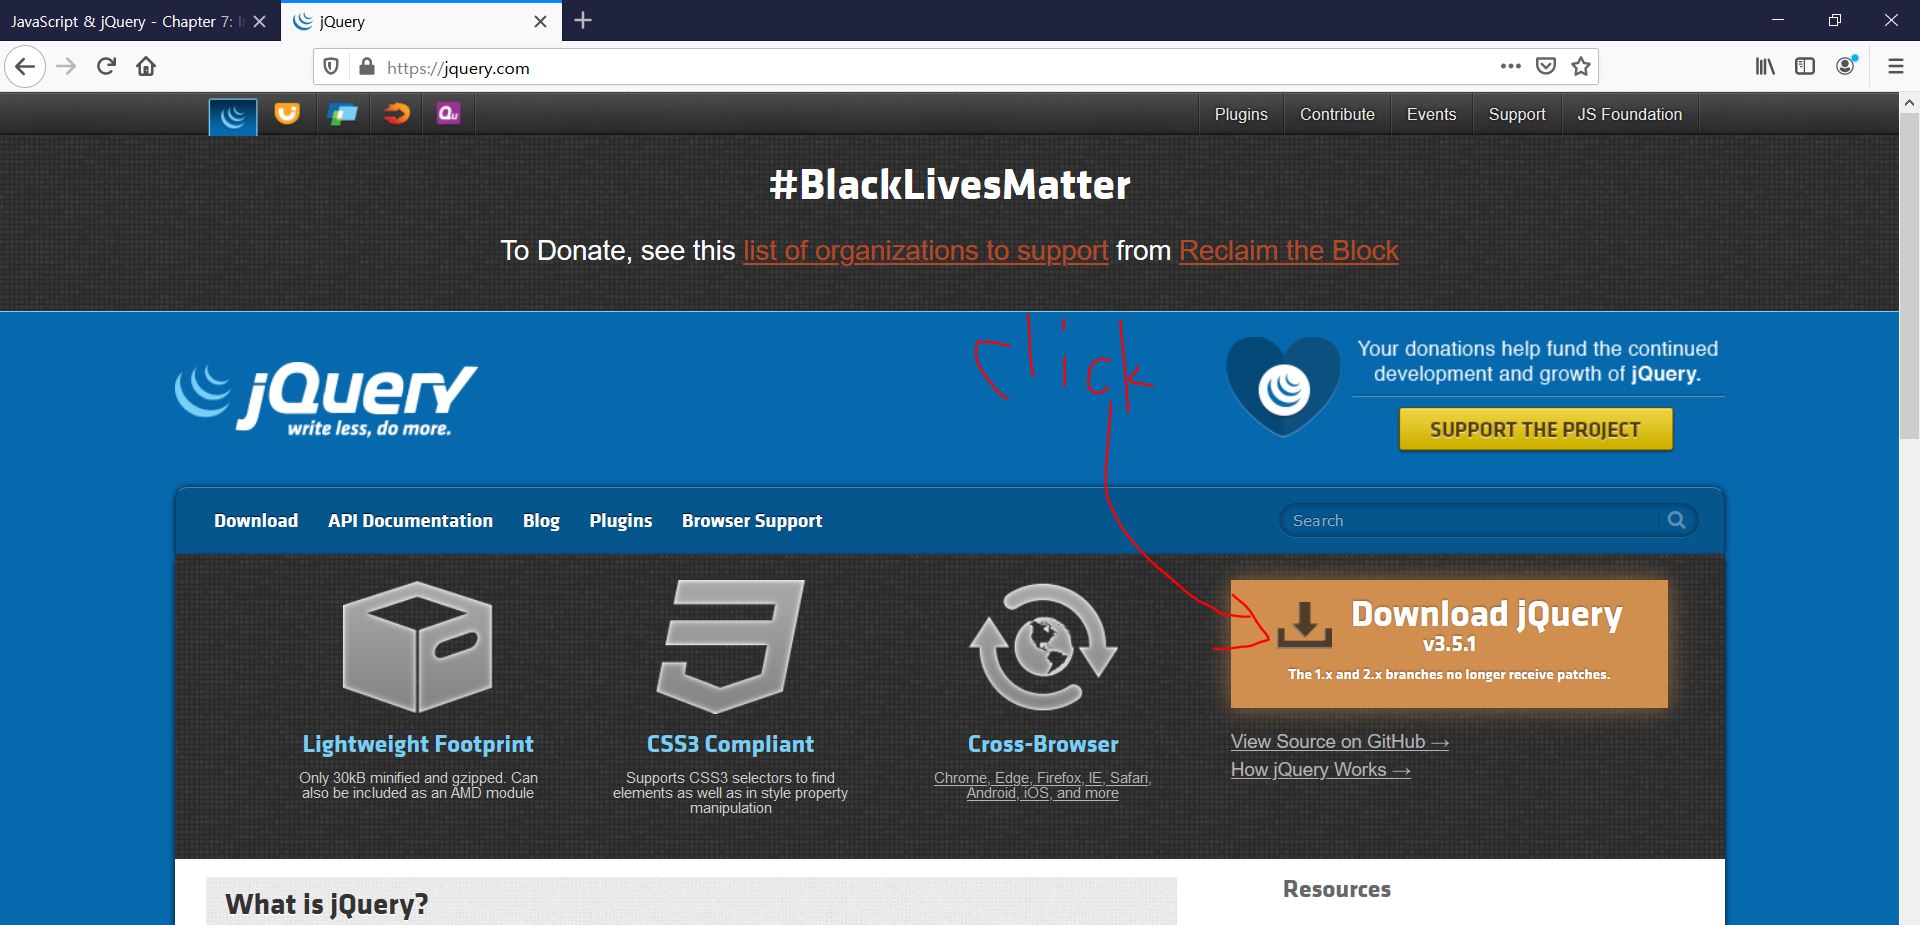 JavaScript & jQuery - Chapter 7: I
jQuery
https://jquery.com
Qu
Plugins Contribute Events Support JS Foundation
#BlackLivesMatter
To Donate, see this list of organizations to support from Reclaim the Block
click
jQuery
write less, do more.
Your donations help fund the continued
development and growth of jQuery.
SUPPORT THE PROJECT
Download API Documentation Blog Plugins Browser Support
Search
Download jQuery
v3.5.1
The 1.x and 2.x branches no longer receive patches.
Lightweight Footprint
Only 30kB minified and gzipped. Can
also be included as an AMD module
CSS3 Compliant
Supports CSS3 selectors to find
elements as well as in style property
manipulation
Cross-Browser
Chrome, Edge, Firefox, IE, Safari,
Android, iOS, and more
View Source on GitHub →
How jQuery Works →
What is jQuery?
Resources